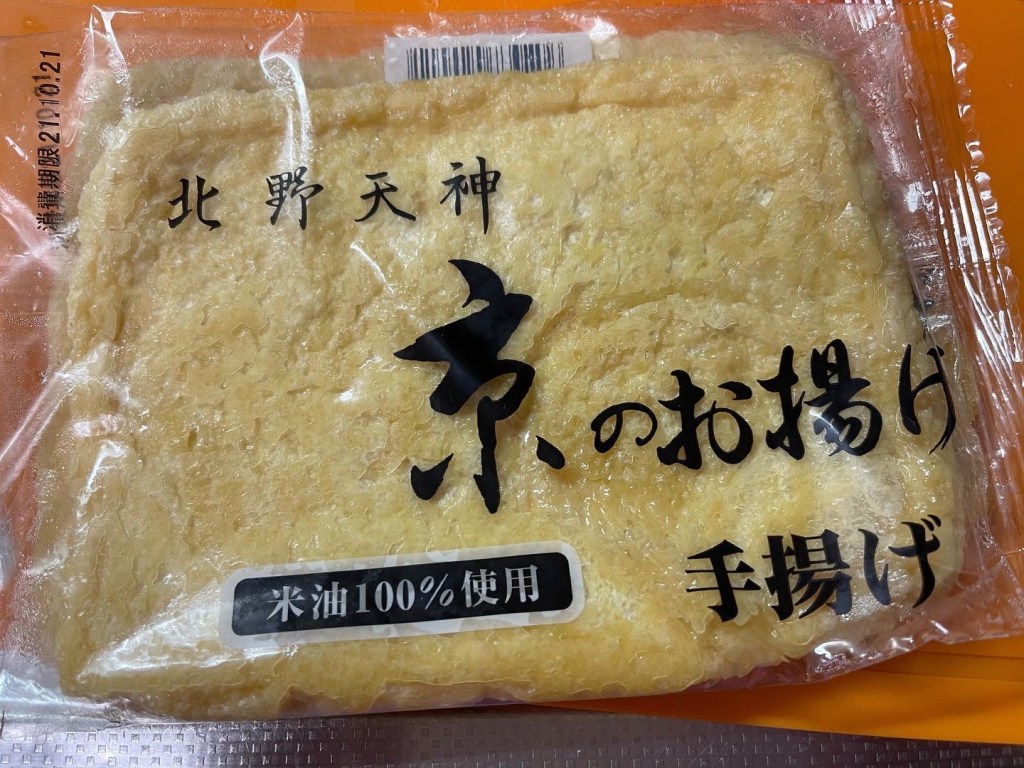 消費期限21.10.21
北野天神
京のお揚げ
手揚げ
米油100%使用